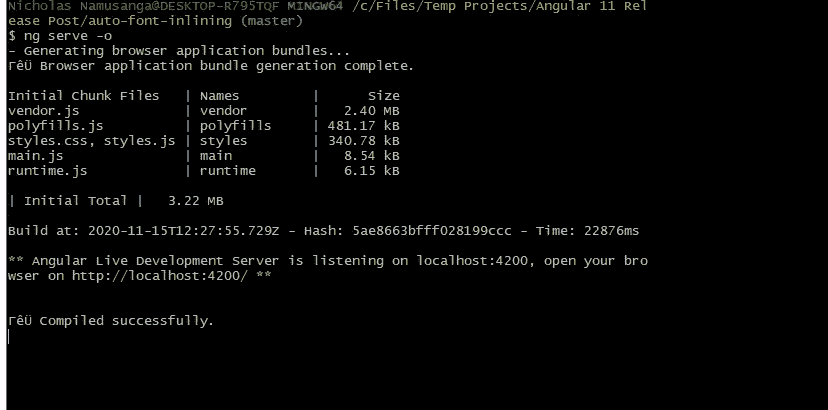 Nicholas Namusanga@DESKTOP-R795TQF MINGW64 /c/Files/Temp Projects/Angular 11 Rel
ease Post/auto-font-inlining (master)
$ ng serve -o
- Generating browser application bundles...
ΓêÜ Browser application bundle generation complete.
Initial Chunk Files | Names | Size
vendor.js | vendor | 2.40 MB
polyfills.js | polyfills | 481.17 kB
styles.css, styles.js | styles | 340.78 kB
main.js | main | 8.54 kB
runtime.js | runtime | 6.15 kB
| Initial Total | 3.22 MB
Build at: 2020-11-15T12:27:55.729Z - Hash: 5ae8663bfff028199ccc - Time: 22876ms
** Angular Live Development Server is listening on localhost:4200, open your bro
wser on http://localhost:4200/ **
ΓêÜ Compiled successfully.